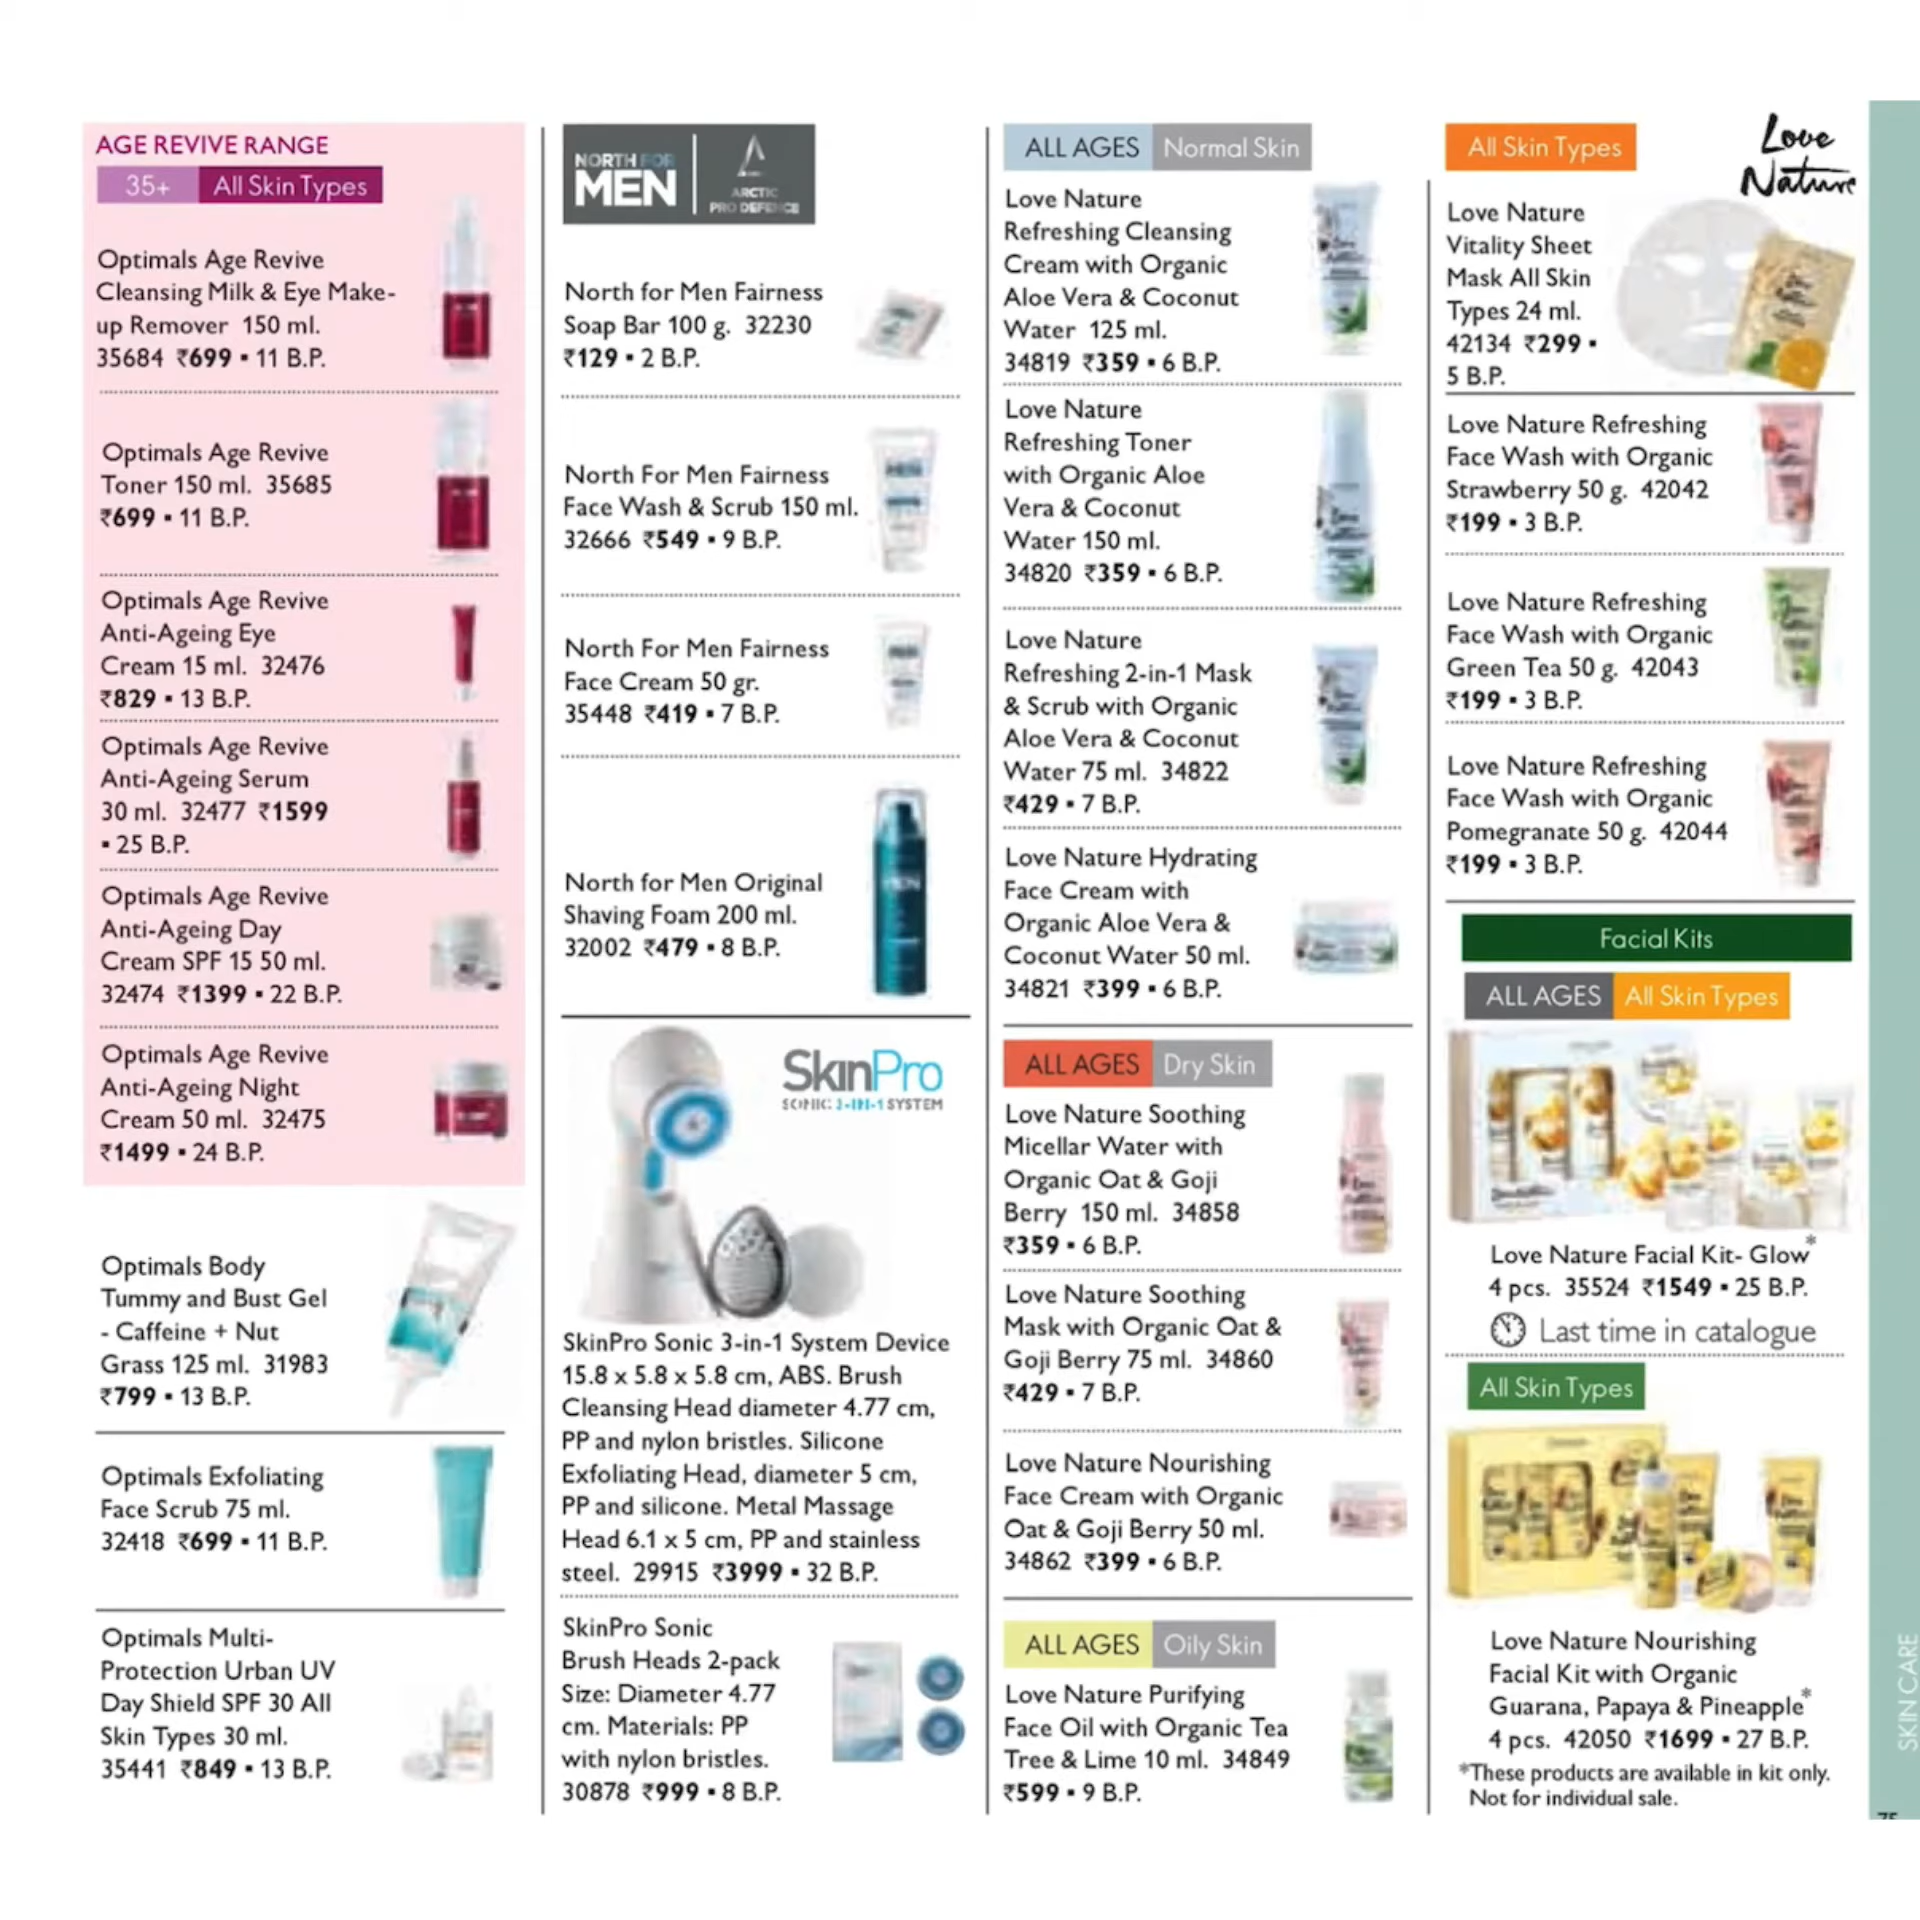 AGE REVIVE RANGE
35+ All Skin Types
Optimals Age Revive
Cleansing Milk & Eye Make-
up Remover 150 ml.
35684 ₹699 ▪ 11 B.P.
Optimals Age Revive
Toner 150 ml. 35685
₹699 ▪ 11 B.P.
Optimals Age Revive
Anti-Ageing Eye
Cream 15 ml. 32476
₹829 ▪ 13 B.P.
Optimals Age Revive
Anti-Ageing Serum
30 ml. 32477 ₹1599
▪ 25 B.P.
Optimals Age Revive
Anti-Ageing Day
Cream SPF 15 50 ml.
32474 ₹1399 ▪ 22 B.P.
Optimals Age Revive
Anti-Ageing Night
Cream 50 ml. 32475
₹1499 ▪ 24 B.P.
Optimals Body
Tummy and Bust Gel
- Caffeine + Nut
Grass 125 ml. 31983
₹799 ▪ 13 B.P.
Optimals Exfoliating
Face Scrub 75 ml.
32418 ₹699 ▪ 11 B.P.
Optimals Multi-
Protection Urban UV
Day Shield SPF 30 All
Skin Types 30 ml.
35441 ₹849 ▪ 13 B.P.
NORTH FOR
MEN
ARCTIC
PRO DEFENCE
North for Men Fairness
Soap Bar 100 g. 32230
₹129 ▪ 2 B.P.
North For Men Fairness
Face Wash & Scrub 150 ml.
32666 ₹549 ▪ 9 B.P.
North For Men Fairness
Face Cream 50 gr.
35448 ₹419 ▪ 7 B.P.
North for Men Original
Shaving Foam 200 ml.
32002 ₹479 ▪ 8 B.P.
SkinPro
SONIC 3-IN-1 SYSTEM
SkinPro Sonic 3-in-1 System Device
15.8 x 5.8 x 5.8 cm, ABS. Brush
Cleansing Head diameter 4.77 cm,
PP and nylon bristles. Silicone
Exfoliating Head, diameter 5 cm,
PP and silicone. Metal Massage
Head 6.1 x 5 cm, PP and stainless
steel. 29915 ₹3999 ▪ 32 B.P.
SkinPro Sonic
Brush Heads 2-pack
Size: Diameter 4.77
cm. Materials: PP
with nylon bristles.
30878 ₹999 ▪ 8 B.P.
ALL AGES Normal Skin
Love Nature
Refreshing Cleansing
Cream with Organic
Aloe Vera & Coconut
Water 125 ml.
34819 ₹359 ▪ 6 B.P.
Love Nature
Refreshing Toner
with Organic Aloe
Vera & Coconut
Water 150 ml.
34820 ₹359 ▪ 6 B.P.
Love Nature
Refreshing 2-in-1 Mask
& Scrub with Organic
Aloe Vera & Coconut
Water 75 ml. 34822
₹429 ▪ 7 B.P.
Love Nature Hydrating
Face Cream with
Organic Aloe Vera &
Coconut Water 50 ml.
34821 ₹399 ▪ 6 B.P.
ALL AGES Dry Skin
Love Nature Soothing
Micellar Water with
Organic Oat & Goji
Berry 150 ml. 34858
₹359 ▪ 6 B.P.
Love Nature Soothing
Mask with Organic Oat &
Goji Berry 75 ml. 34860
₹429 ▪ 7 B.P.
Love Nature Nourishing
Face Cream with Organic
Oat & Goji Berry 50 ml.
34862 ₹399 ▪ 6 B.P.
ALL AGES Oily Skin
Love Nature Purifying
Face Oil with Organic Tea
Tree & Lime 10 ml. 34849
₹599 ▪ 9 B.P.
All Skin Types
Love
Nature
Love Nature
Vitality Sheet
Mask All Skin
Types 24 ml.
42134 ₹299 ▪
5 B.P.
Love Nature Refreshing
Face Wash with Organic
Strawberry 50 g. 42042
₹199 ▪ 3 B.P.
Love Nature Refreshing
Face Wash with Organic
Green Tea 50 g. 42043
₹199 ▪ 3 B.P.
Love Nature Refreshing
Face Wash with Organic
Pomegranate 50 g. 42044
₹199 ▪ 3 B.P.
Facial Kits
ALL AGES All Skin Types
Love Nature Facial Kit- Glow*
4 pcs. 35524 ₹1549 ▪ 25 B.P.
Last time in catalogue
All Skin Types
Love Nature Nourishing
Facial Kit with Organic
Guarana, Papaya & Pineapple*
4 pcs. 42050 ₹1699 ▪ 27 B.P.
*These products are available in kit only.
Not for individual sale.
SKIN CARE